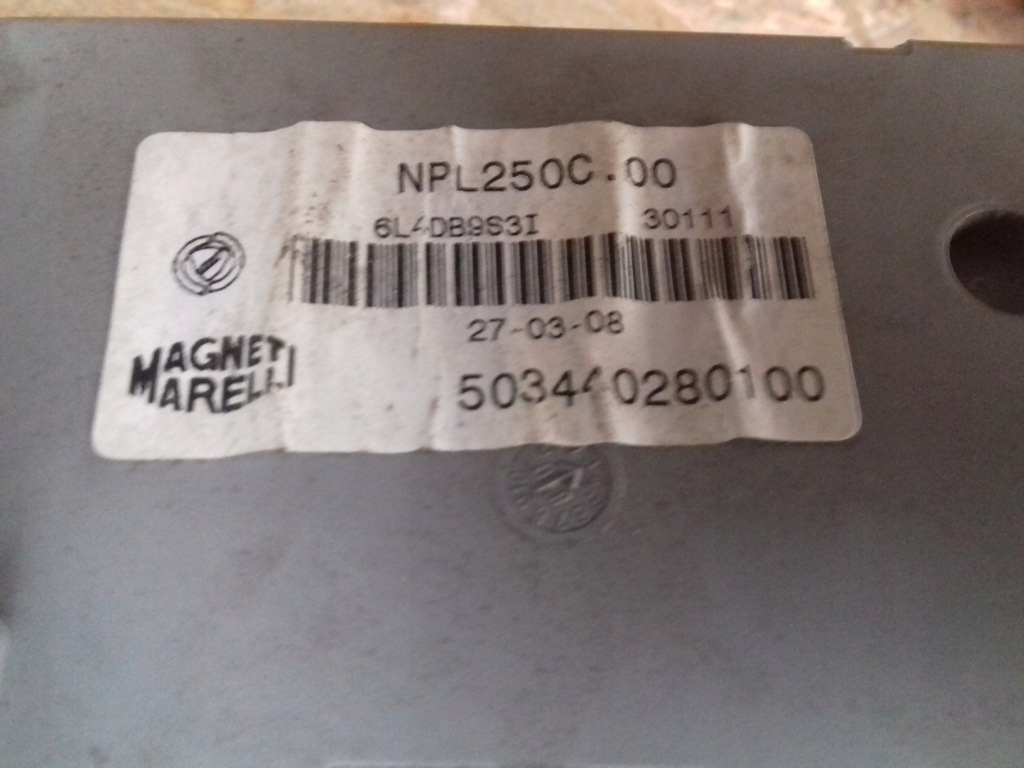 NPL250C.00
6L4DB9S3I 30111
27-03-08
MAGNETI
MARELLI
503440280100